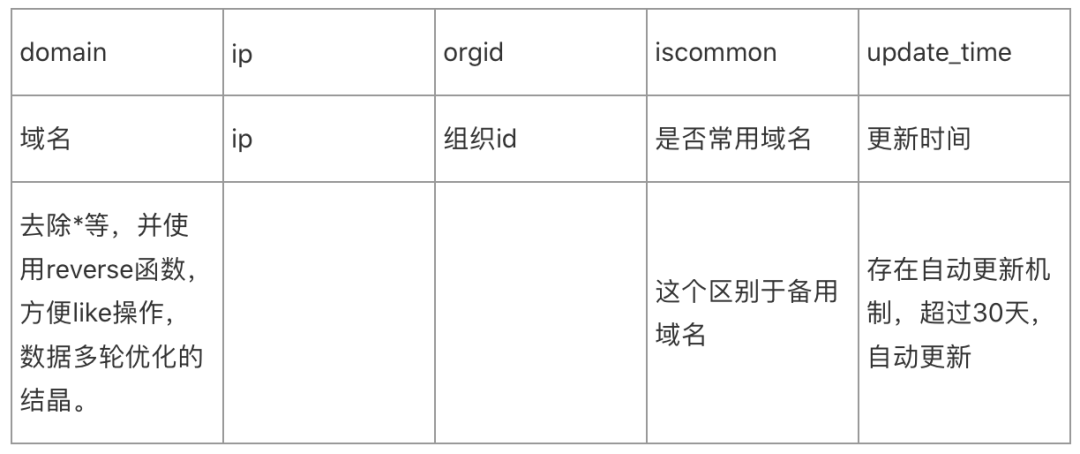 domain
ip
orgid
iscommon
update_time
域名
ip
组织id
是否常用域名
更新时间
去除*等，并使
用reverse函数，
方便like操作，
数据多轮优化的
结晶。
这个区别于备用
域名
存在自动更新机
制，超过30天，
自动更新